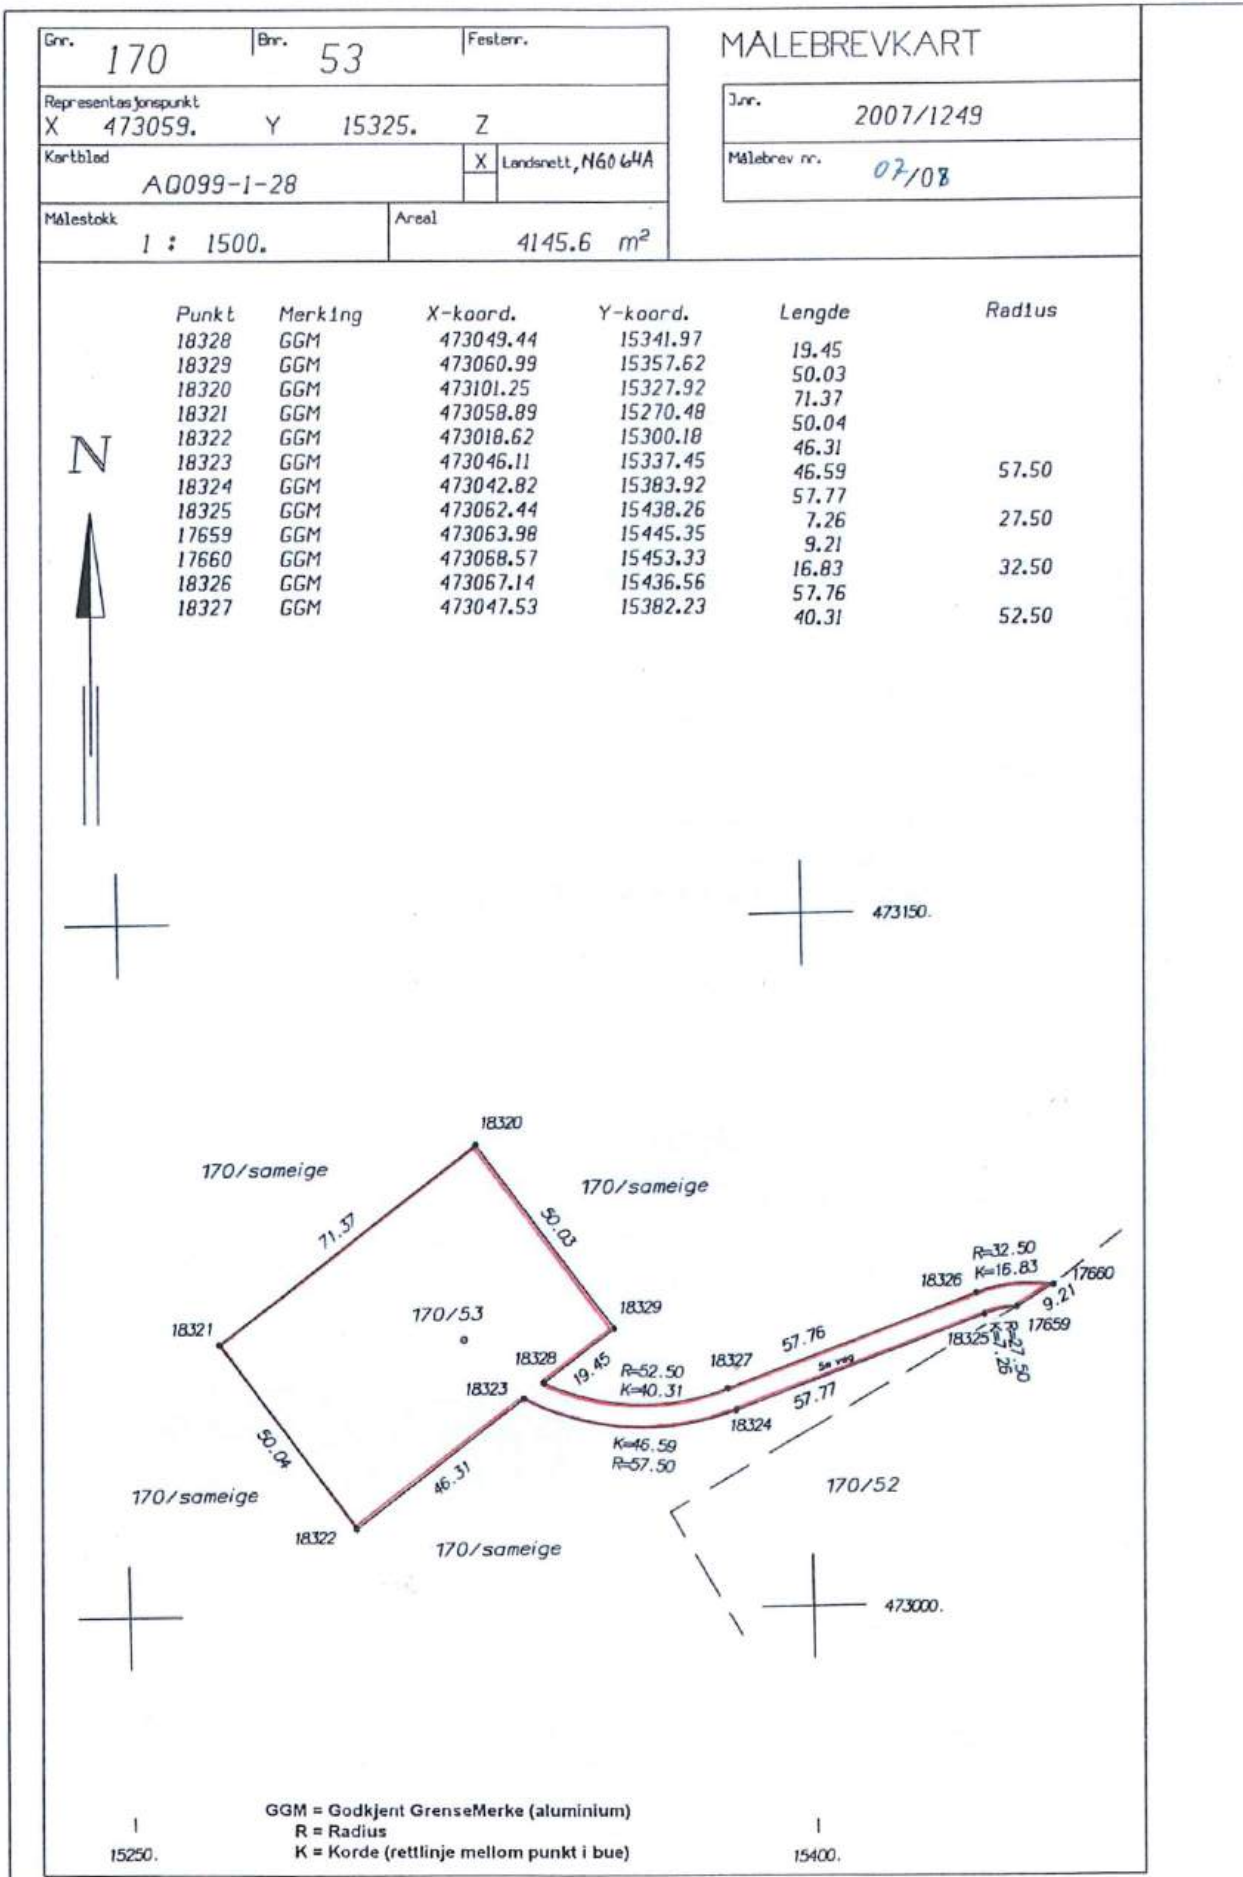 MÅLEBREVKART
Gnr. 170 Bnr. 53 Festenr.
Representasjonspunkt
X 473059. Y 15325. Z
Kartblad
AQ099-1-28
X Landsnett, NGO 64A
Målestokk
1 : 1500.
Areal
4145.6 m²
J.nr. 2007/1249
Målebrev nr. 07/08
Punkt Merking X-koord. Y-koord. Lengde Radius
18328 GGM 473049.44 15341.97
19.45
18329 GGM 473060.99 15357.62
50.03
18320 GGM 473101.25 15327.92
71.37
18321 GGM 473058.89 15270.48
50.04
18322 GGM 473018.62 15300.18
46.31
18323 GGM 473046.11 15337.45
46.59 57.50
18324 GGM 473042.82 15383.92
57.77
18325 GGM 473062.44 15438.26
7.26 27.50
17659 GGM 473063.98 15445.35
9.21
17660 GGM 473068.57 15453.33
16.83 32.50
18326 GGM 473067.14 15436.56
57.76
18327 GGM 473047.53 15382.23
40.31 52.50
N
473150.
18320
170/sameige
170/sameige
71.37
50.03
R=32.50
K=16.83
18326
17660
9.21
18321
170/53
18329
17659
18325
R=27.50
K=7.26
57.76
Se veg
57.77
18328
19.45
18327
R=52.50
K=40.31
18323
18324
K=46.59
R=57.50
50.04
46.31
170/sameige
170/52
18322
170/sameige
473000.
GGM = Godkjent GrenseMerke (aluminium)
R = Radius
K = Korde (rettlinje mellom punkt i bue)
15250.
15400.